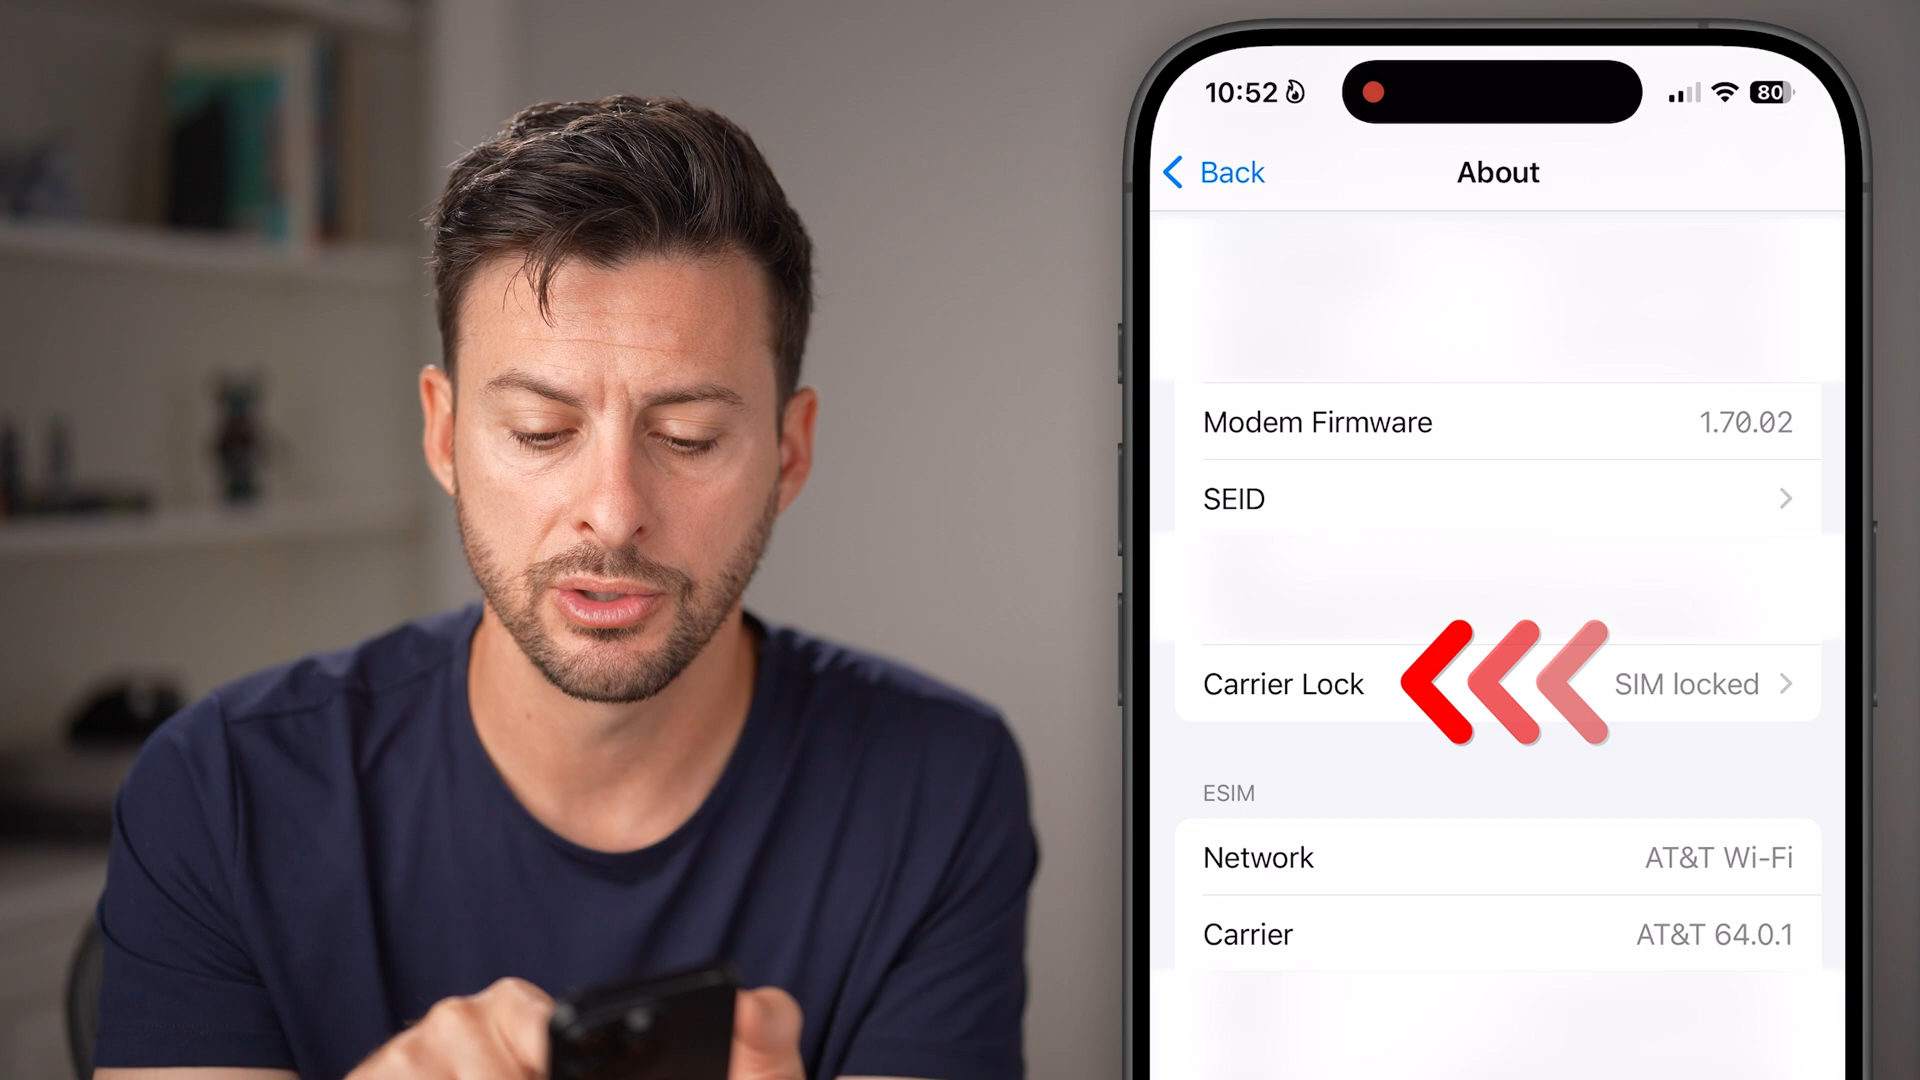 10:52
80
Back
About
Modem Firmware 1.70.02
SEID
Carrier Lock SIM locked
ESIM
Network AT&T Wi-Fi
Carrier AT&T 64.0.1